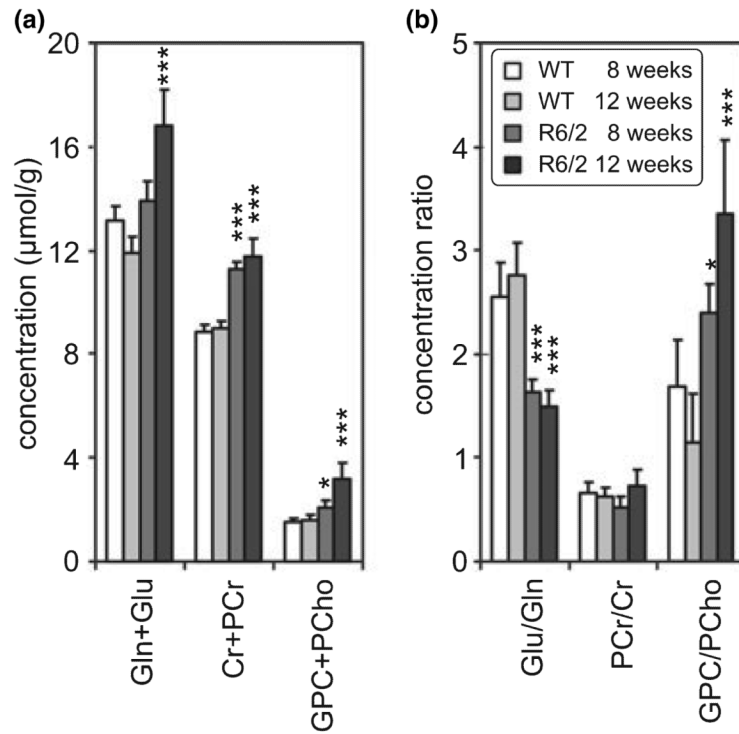 (a)
20
16
12
8
4
0
concentration (μmol/g)
***
***
***
*
***
Gln+Glu
Cr+PCr
GPC+PCho
(b)
5
4
3
2
1
0
concentration ratio
WT 8 weeks
WT 12 weeks
R6/2 8 weeks
R6/2 12 weeks
***
***
*
***
Glu/Gln
PCr/Cr
GPC/PCho